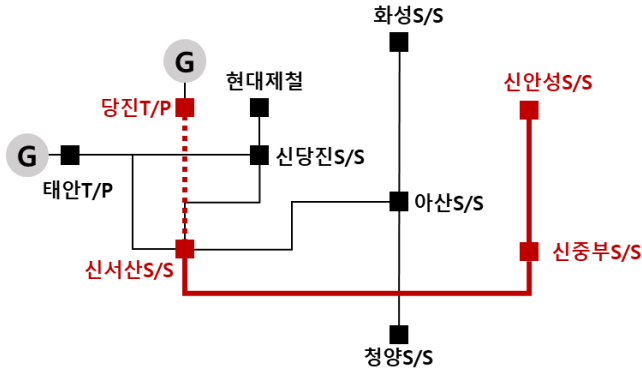 화성S/S
G
현대제철
신안성S/S
당진T/P
G
신당진S/S
태안T/P
아산S/S
신중부S/S
신서산S/S
청양S/S